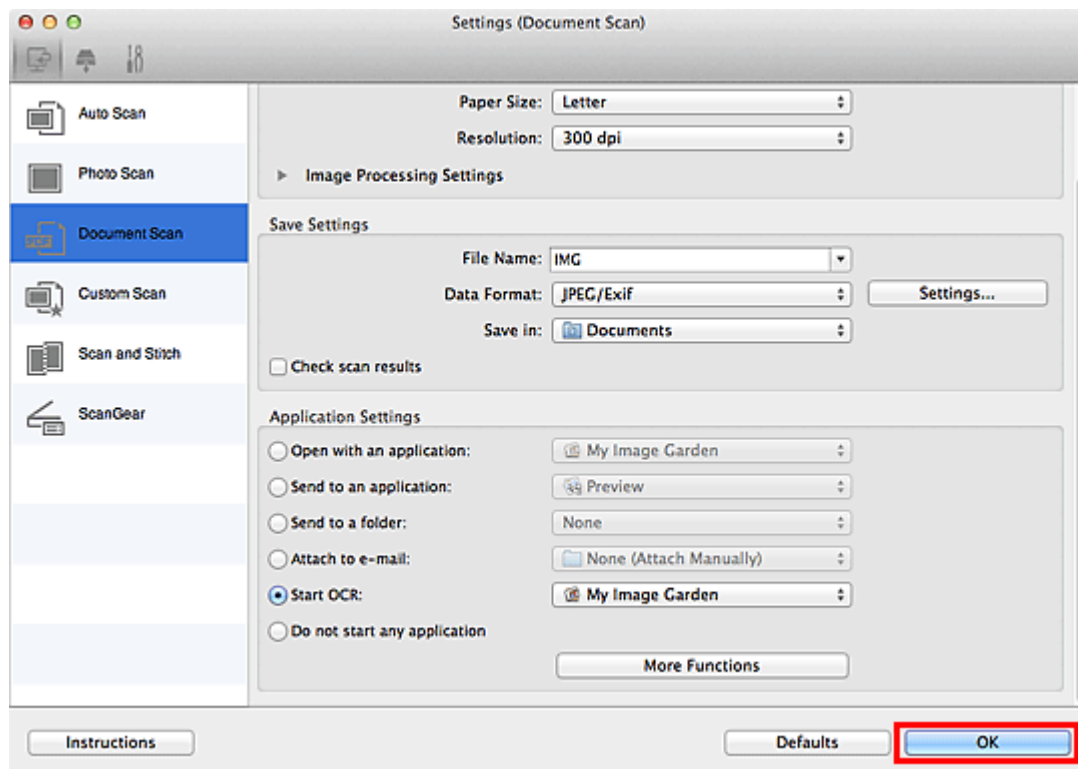 Settings (Document Scan)
Auto Scan
Photo Scan
PDF
Document Scan
Custom Scan
Scan and Stitch
ScanGear
Paper Size: Letter
Resolution: 300 dpi
Image Processing Settings
Save Settings
File Name: IMG
Data Format: JPEG/Exif Settings...
Save in: Documents
Check scan results
Application Settings
Open with an application: My Image Garden
Send to an application: Preview
Send to a folder: None
Attach to e-mail: None (Attach Manually)
Start OCR: My Image Garden
Do not start any application
More Functions
Instructions Defaults OK